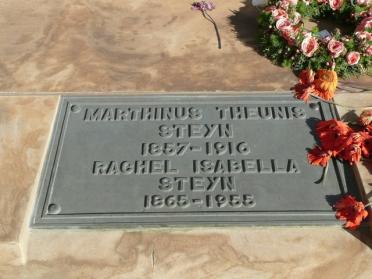 MARTHINUS THEUNIS
STEYN
1857-1916
RACHEL ISABELLA
STEYN
1865-1955